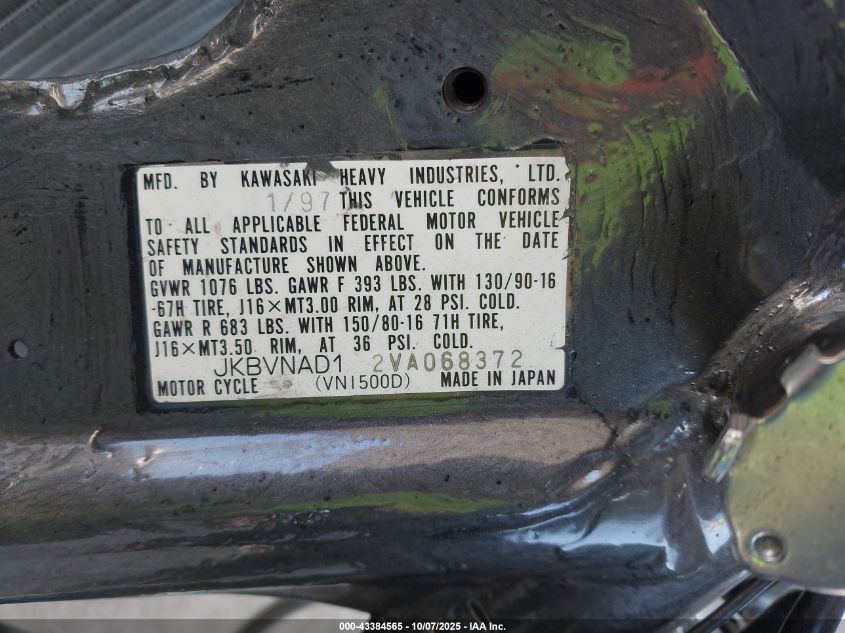 MFD. BY KAWASAKI HEAVY INDUSTRIES, LTD.
1/97 THIS VEHICLE CONFORMS
TO ALL APPLICABLE FEDERAL MOTOR VEHICLE
SAFETY STANDARDS IN EFFECT ON THE DATE
OF MANUFACTURE SHOWN ABOVE.
GVWR 1076 LBS. GAWR F 393 LBS. WITH 130/90-16
-67H TIRE, J16×MT3.00 RIM, AT 28 PSI. COLD.
GAWR R 683 LBS. WITH 150/80-16 71H TIRE,
J16×MT3.50 RIM, AT 36 PSI. COLD.
JKBVNAD1 2VA068372
MOTOR CYCLE (VN1500D) MADE IN JAPAN
000-43384565 • 10/07/2025 • IAA Inc.